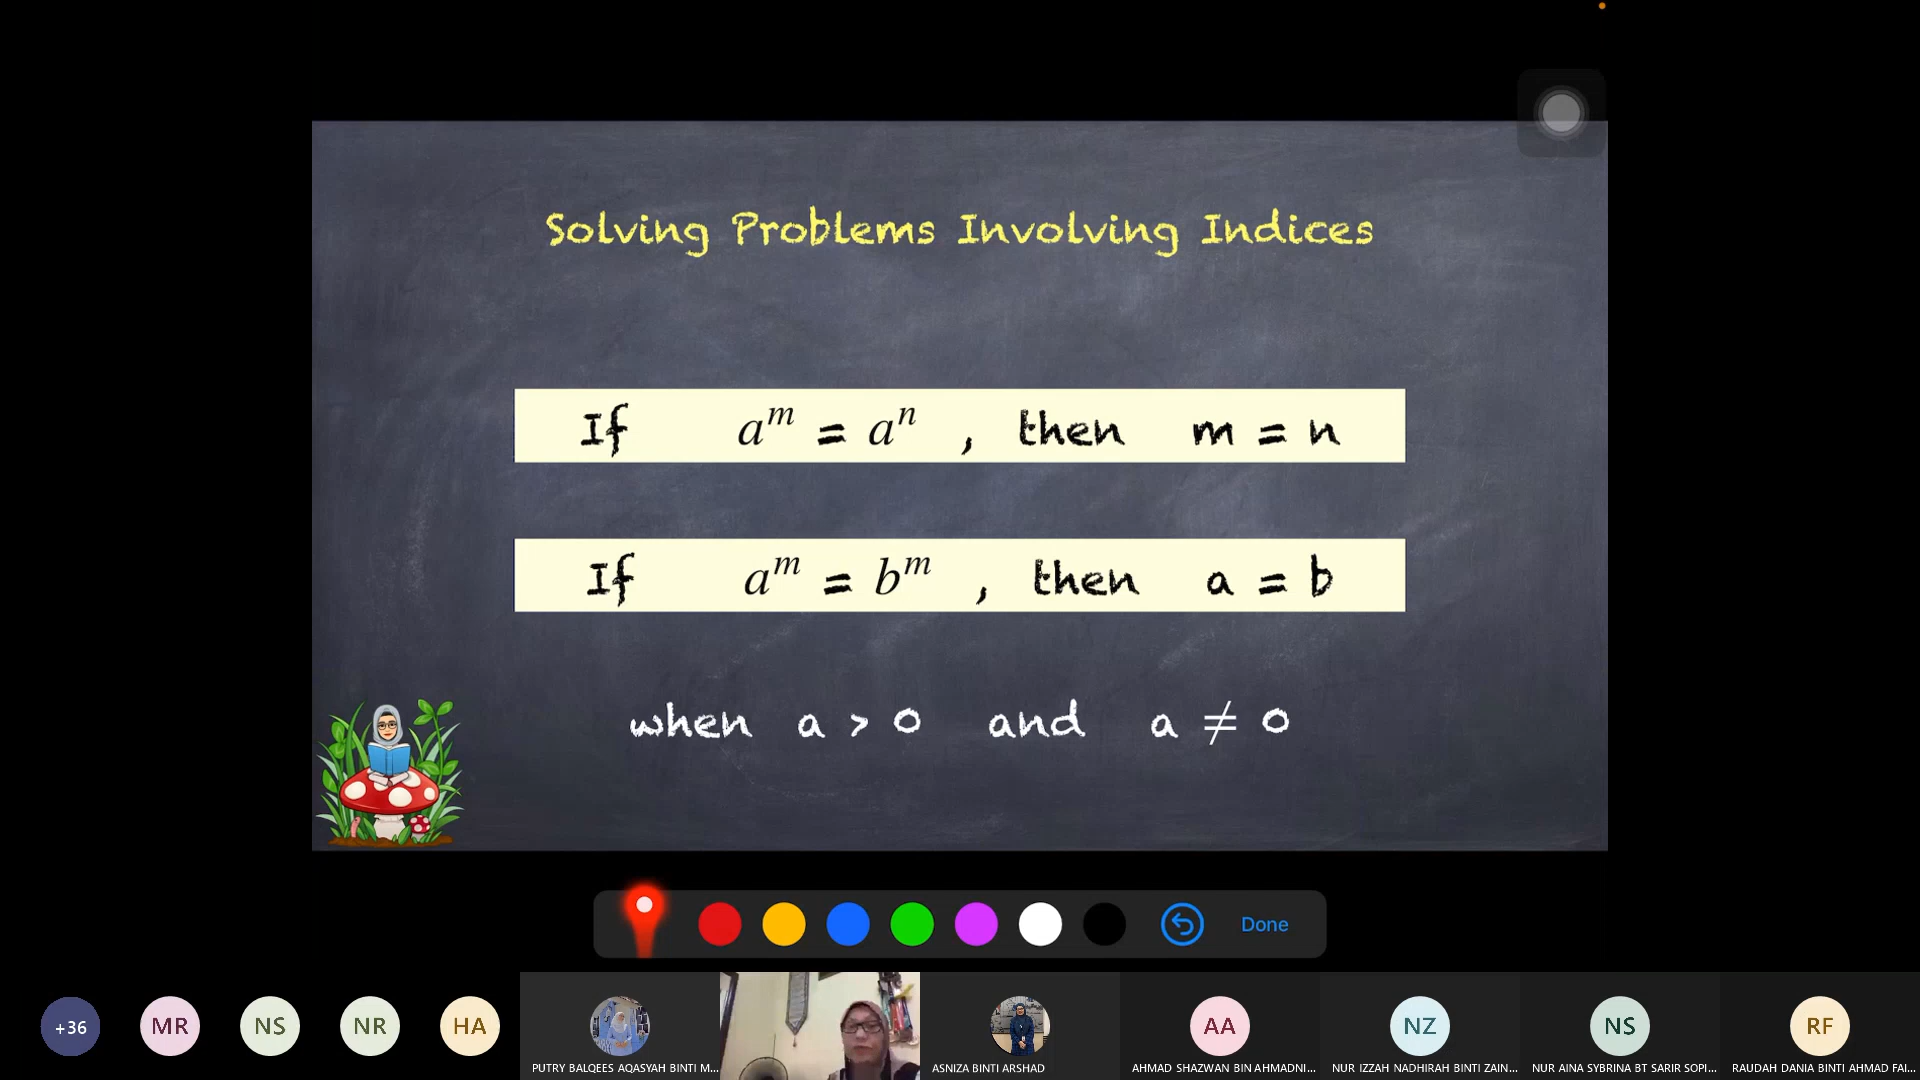 Solving Problems Involving Indices
If a^m = a^n , then m = n
If a^m = b^m , then a = b
when a > 0 and a ≠ 0
Done
+36
MR
NS
NR
HA
AA
NZ
NS
RF
PUTRY BALQEES AQASYAH BINTI M...
ASNIZA BINTI ARSHAD
AHMAD SHAZWAN BIN AHMADNI...
NUR IZZAH NADHIRAH BINTI ZAIN...
NUR AINA SYBRINA BT SARIR SOPI...
RAUDAH DANIA BINTI AHMAD FAI...